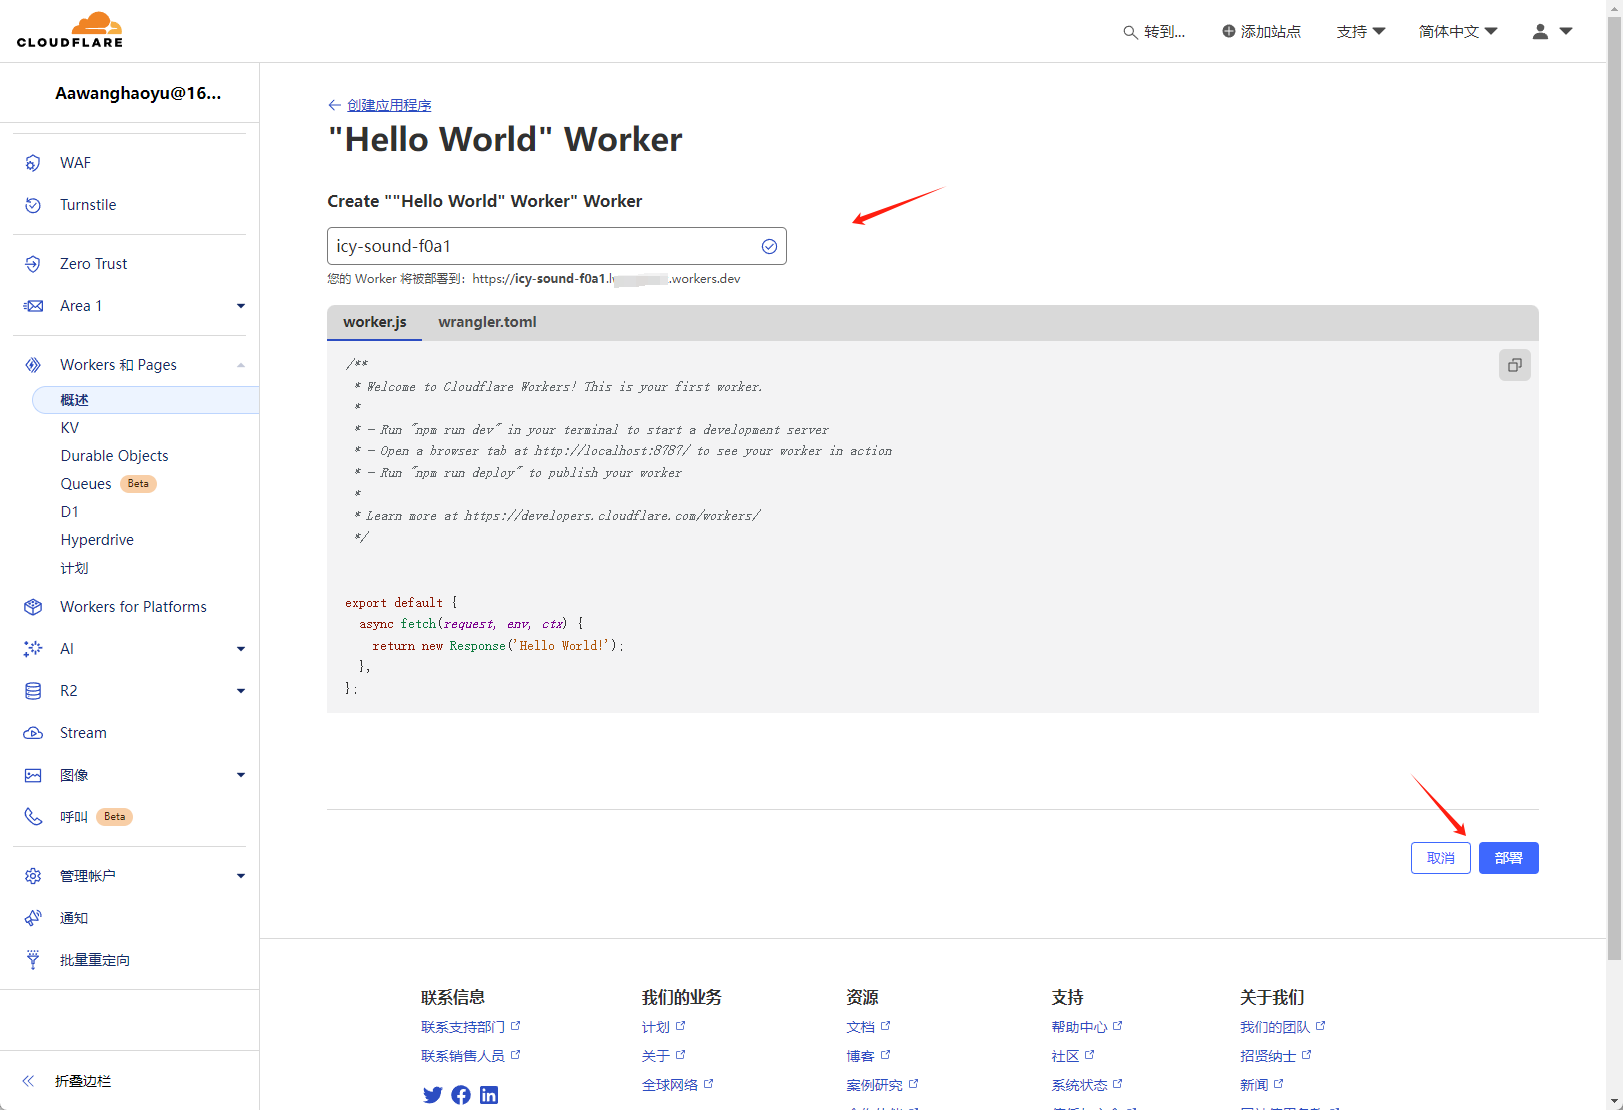 CLOUDFLARE
转到...
添加站点
支持
简体中文
Aawanghaoyu@16...
WAF
Turnstile
Zero Trust
Area 1
Workers 和 Pages
概述
KV
Durable Objects
Queues Beta
D1
Hyperdrive
计划
Workers for Platforms
AI
R2
Stream
图像
呼叫 Beta
管理帐户
通知
批量重定向
折叠边栏
创建应用程序
"Hello World" Worker
Create ""Hello World" Worker" Worker
icy-sound-f0a1
您的 Worker 将被部署到： https://icy-sound-f0a1. .workers.dev
worker.js wrangler.toml
/**
* Welcome to Cloudflare Workers! This is your first worker.
*
* - Run "npm run dev" in your terminal to start a development server
* - Open a browser tab at http://localhost:8787/ to see your worker in action
* - Run "npm run deploy" to publish your worker
*
* Learn more at https://developers.cloudflare.com/workers/
*/
export default {
async fetch(request, env, ctx) {
return new Response('Hello World!');
},
};
取消 部署
联系信息
联系支持部门
联系销售人员
我们的业务
计划
关于
全球网络
资源
文档
博客
案例研究
支持
帮助中心
社区
系统状态
关于我们
我们的团队
招贤纳士
新闻